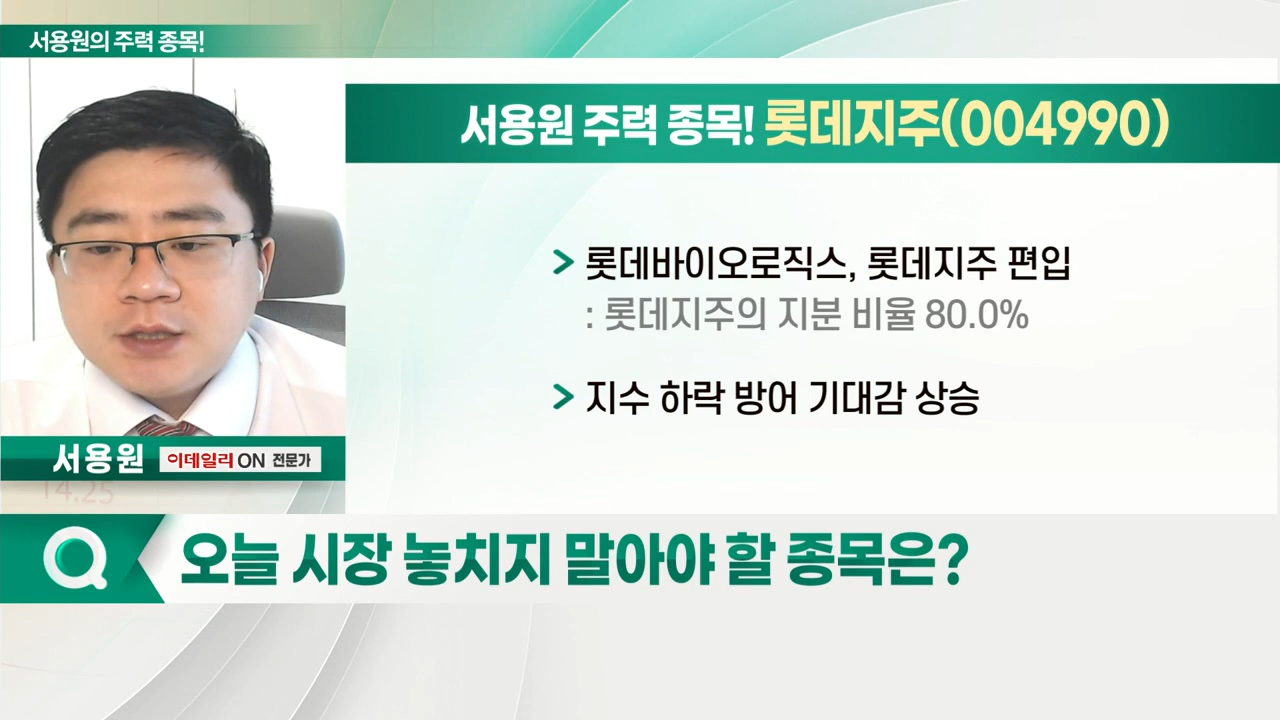 서용원의 주력 종목!
서용원 주력 종목! 롯데지주(004990)
> 롯데바이오로직스, 롯데지주 편입
: 롯데지주의 지분 비율 80.0%
> 지수 하락 방어 기대감 상승
서용원 이데일리 ON 전문가
14.25
오늘 시장 놓치지 말아야 할 종목은?